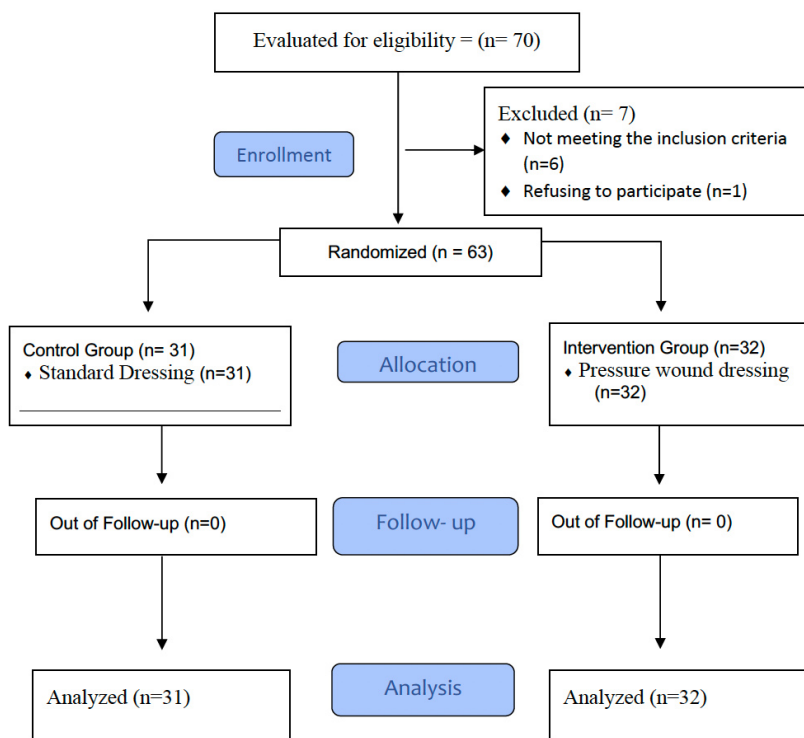 Evaluated for eligibility = (n= 70)
Excluded (n= 7)
♦ Not meeting the inclusion criteria
(n=6)
♦ Refusing to participate (n=1)
Enrollment
Randomized (n = 63)
Control Group (n= 31)
♦ Standard Dressing (n=31)
Allocation
Intervention Group (n=32)
♦ Pressure wound dressing
(n=32)
Out of Follow-up (n=0)
Follow- up
Out of Follow-up (n= 0)
Analyzed (n=31)
Analysis
Analyzed (n=32)